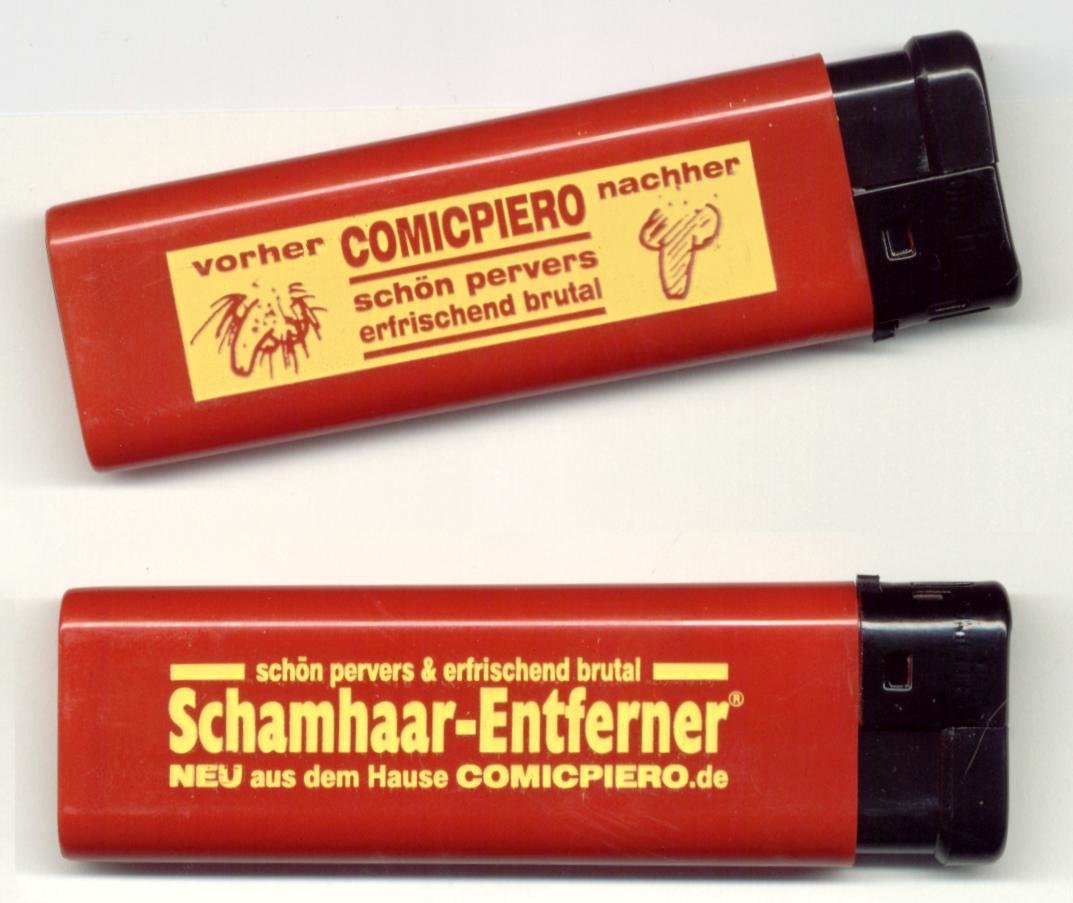 vorher COMICPIERO nachher
schön pervers
erfrischend brutal
schön pervers & erfrischend brutal
Schamhaar-Entferner®
NEU aus dem Hause COMICPIERO.de